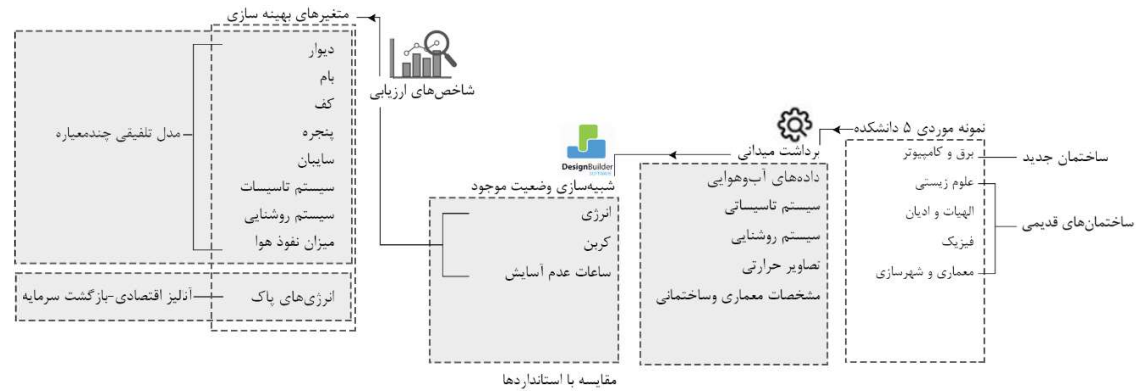 نمونه موردی ۵ دانشکده
ساختمان جدید
برق و کامپیوتر
ساختمان‌های قدیمی
علوم زیستی
الهیات و ادیان
فیزیک
معماری و شهرسازی
برداشت میدانی
داده‌های آب‌وهوایی
سیستم تاسیساتی
سیستم روشنایی
تصاویر حرارتی
مشخصات معماری وساختمانی
DesignBuilder
شبیه‌سازی وضعیت موجود
انرژی
کربن
ساعات عدم آسایش
مقایسه با استانداردها
شاخص‌های ارزیابی
متغیرهای بهینه سازی
دیوار
بام
کف
پنجره
سایبان
سیستم تاسیسات
سیستم روشنایی
میزان نفوذ هوا
مدل تلفیقی چندمعیاره
انرژی‌های پاک
آنلیز اقتصادی-بازگشت سرمایه